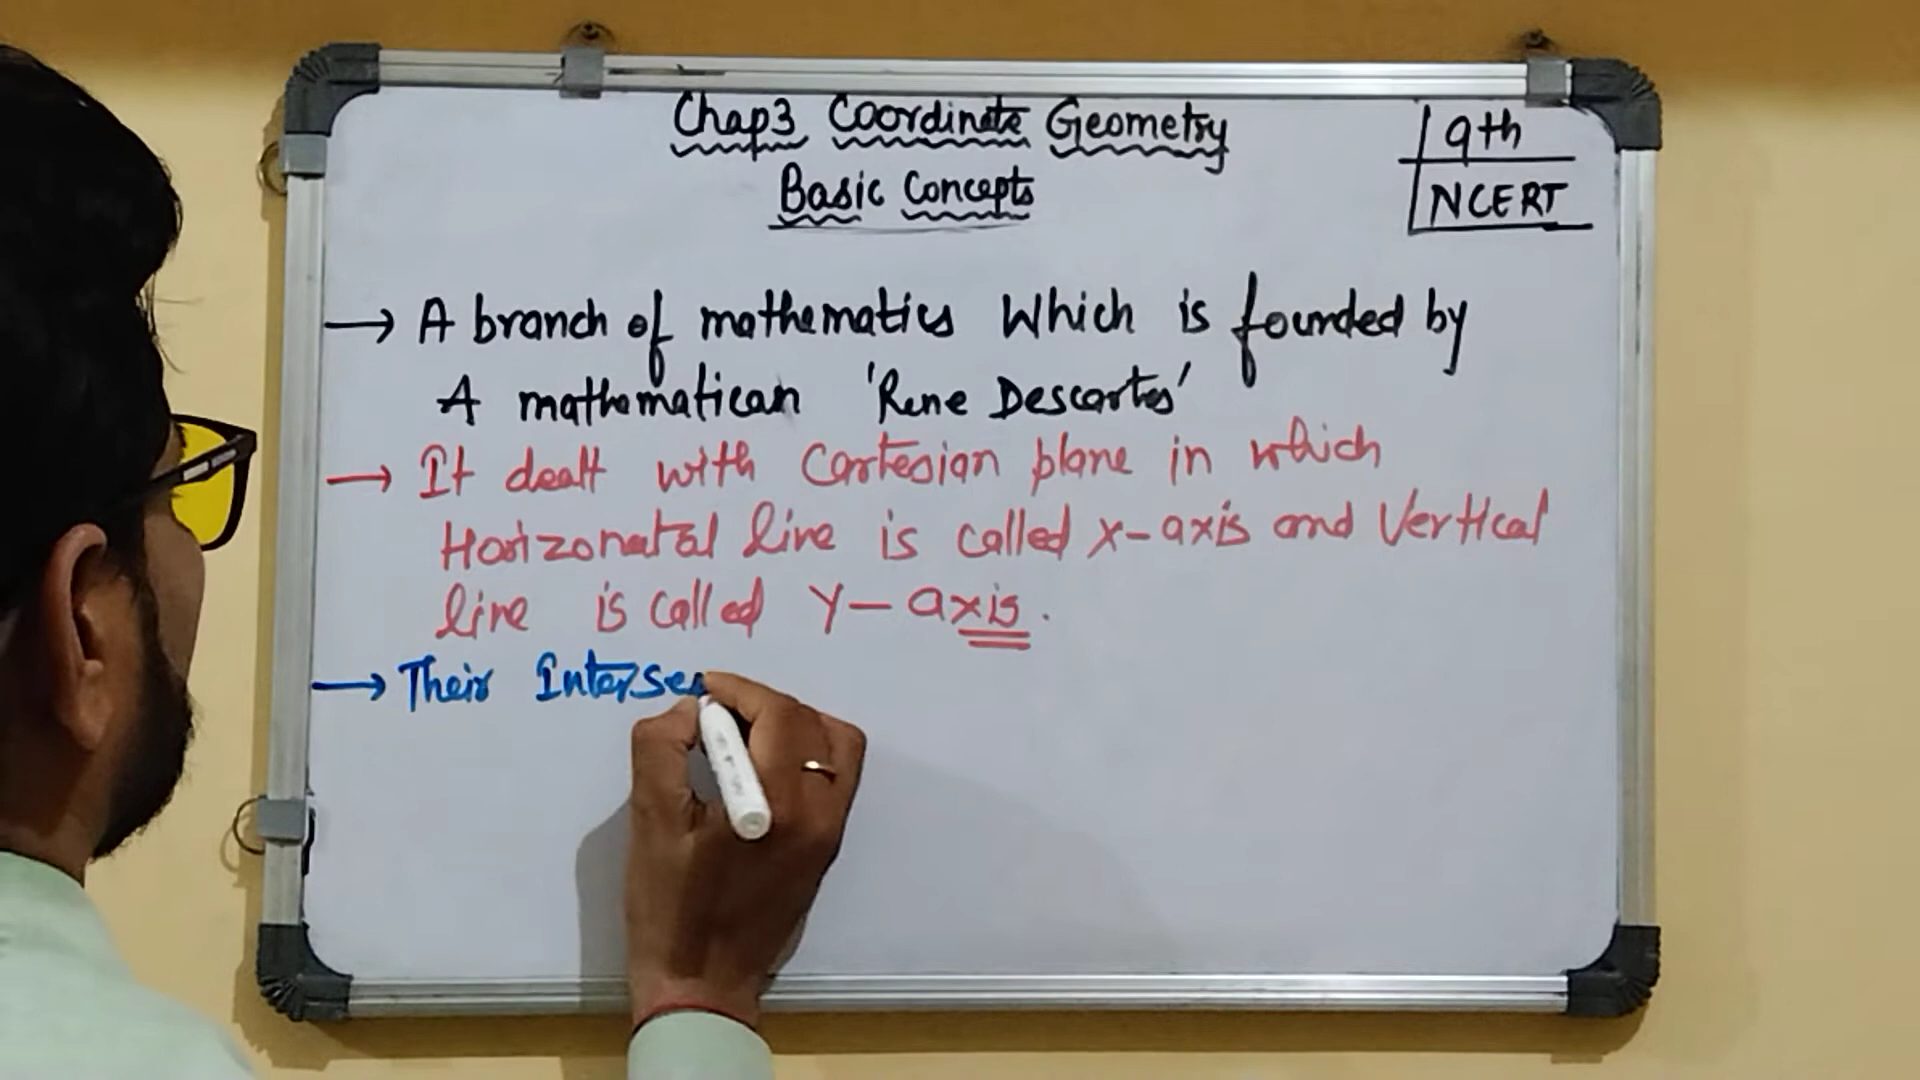 Chap3 Coordinate Geometry
Basic Concepts
9th
NCERT
→ A branch of mathematics Which is founded by
A mathematican 'Rene Descartes'
→ It dealt with Cartesian plane in which
Horizonatal line is called x-axis and Vertical
line is called y-axis.
→ Their Interse